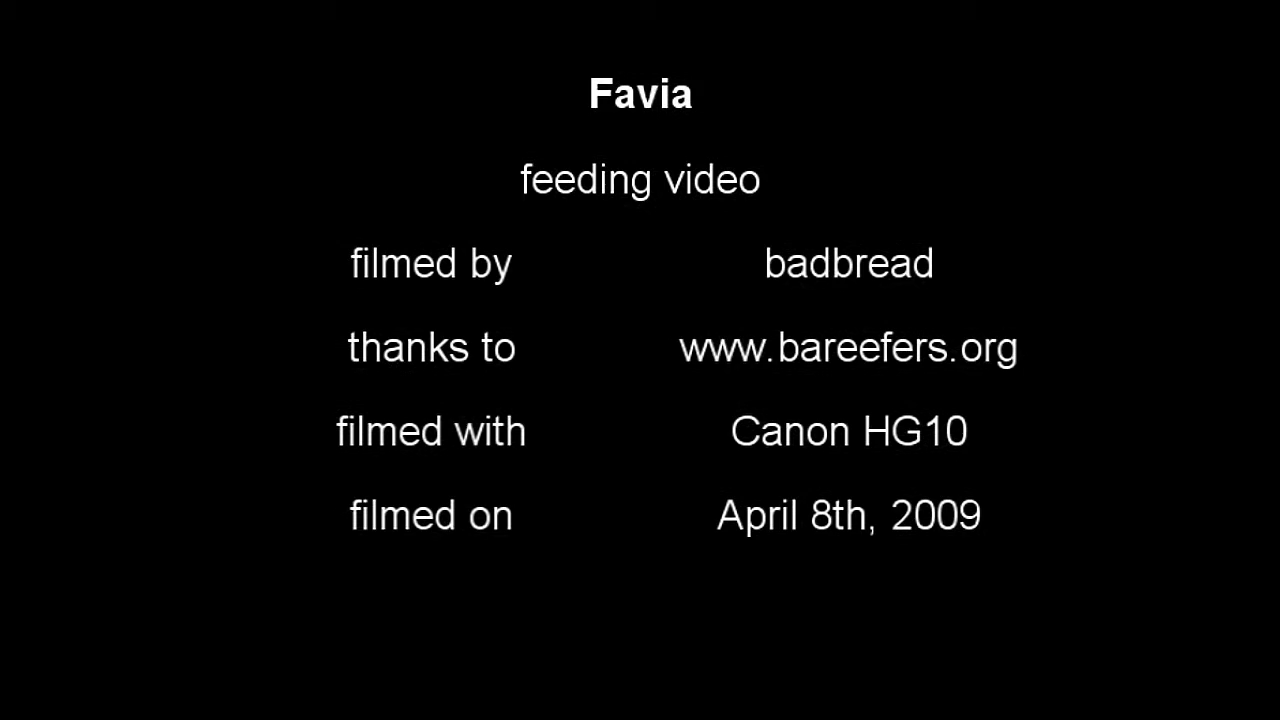 Favia
feeding video
filmed by badbread
thanks to www.bareefers.org
filmed with Canon HG10
filmed on April 8th, 2009